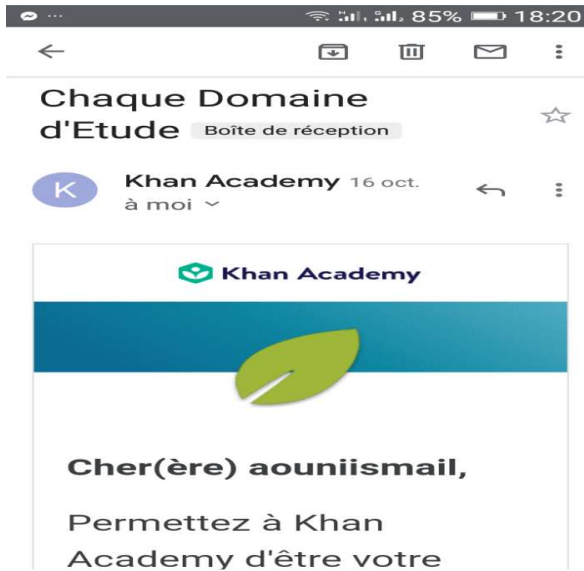 85% 18:20
Chaque Domaine
d'Etude Boîte de réception
K Khan Academy 16 oct.
à moi
Khan Academy
Cher(ère) aouniismail,
Permettez à Khan
Academy d'être votre